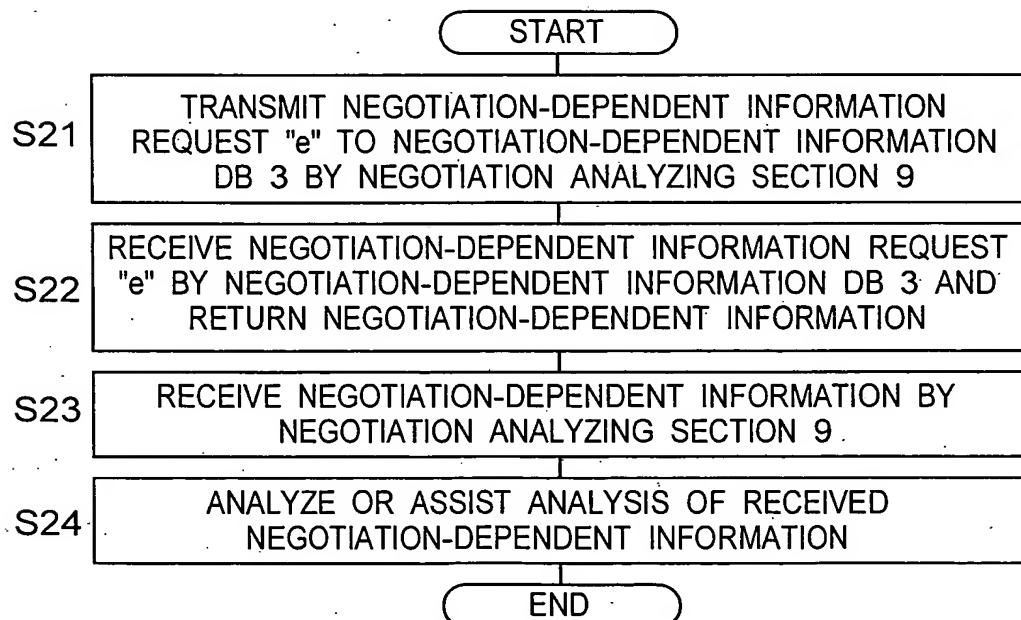 START
S21
TRANSMIT NEGOTIATION-DEPENDENT INFORMATION
REQUEST "e" TO NEGOTIATION-DEPENDENT INFORMATION
DB 3 BY NEGOTIATION ANALYZING SECTION 9
S22
RECEIVE NEGOTIATION-DEPENDENT INFORMATION REQUEST
"e" BY NEGOTIATION-DEPENDENT INFORMATION DB 3 AND
RETURN NEGOTIATION-DEPENDENT INFORMATION
S23
RECEIVE NEGOTIATION-DEPENDENT INFORMATION BY
NEGOTIATION ANALYZING SECTION 9
S24
ANALYZE OR ASSIST ANALYSIS OF RECEIVED
NEGOTIATION-DEPENDENT INFORMATION
END